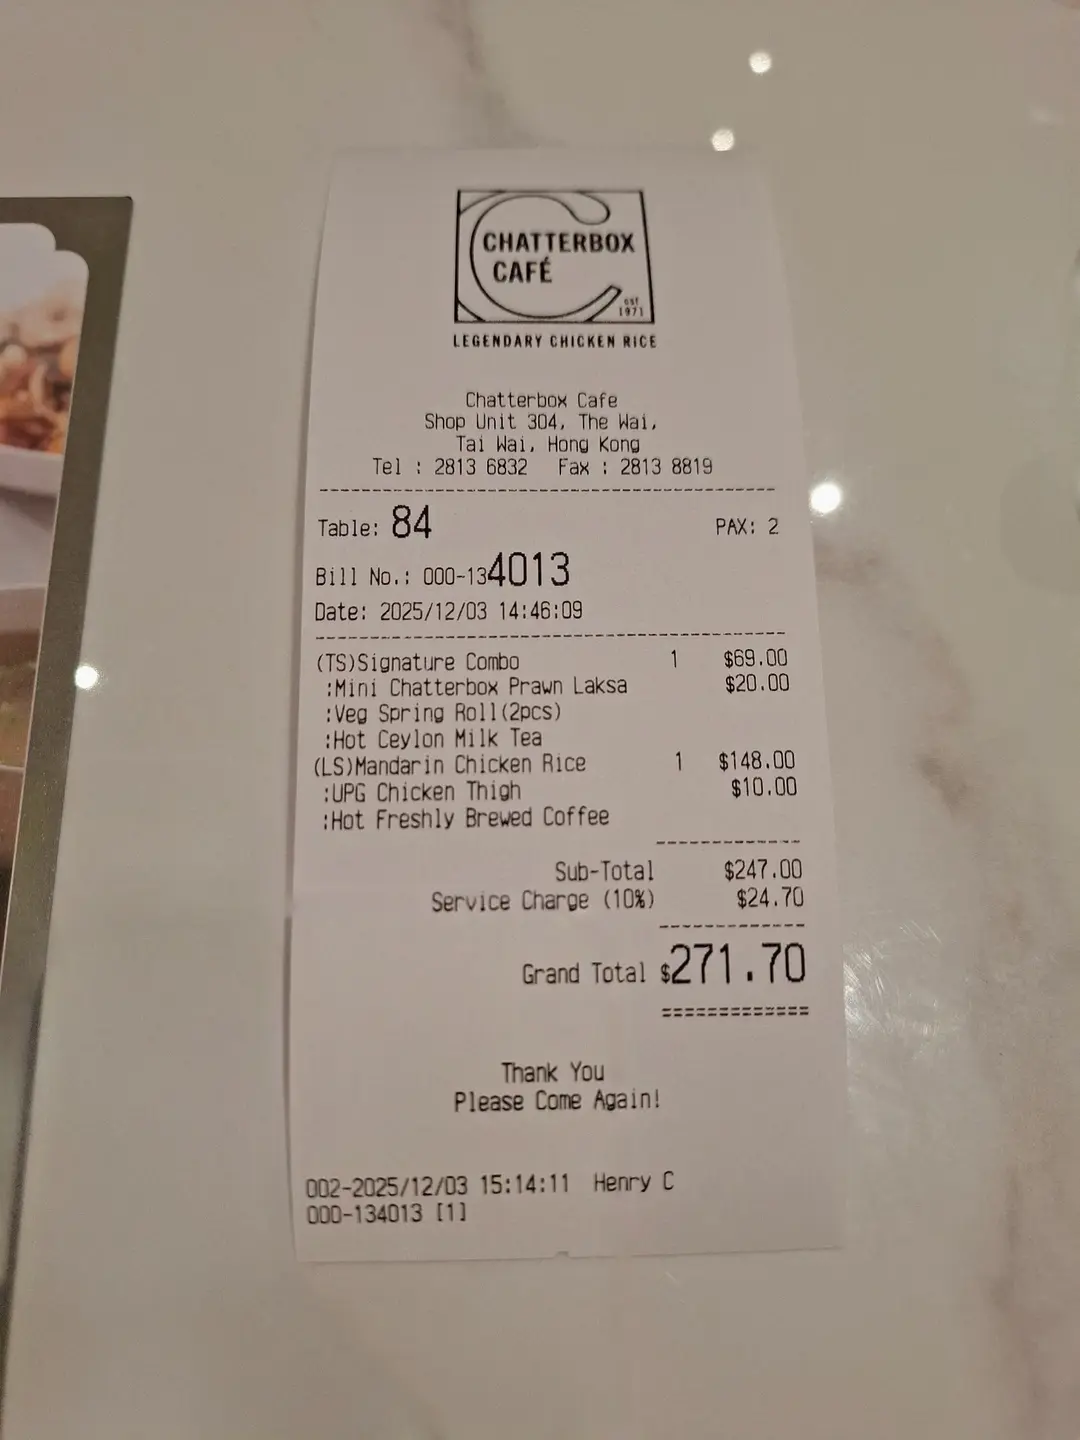 CHATTERBOX
CAFÉ
est
1971
LEGENDARY CHICKEN RICE
Chatterbox Cafe
Shop Unit 304, The Wai,
Tai Wai, Hong Kong
Tel : 2813 6832 Fax : 2813 8819
Table: 84 PAX: 2
Bill No.: 000-134013
Date: 2025/12/03 14:46:09
(TS)Signature Combo 1 $69.00
:Mini Chatterbox Prawn Laksa $20.00
:Veg Spring Roll(2pcs)
:Hot Ceylon Milk Tea
(LS)Mandarin Chicken Rice 1 $148.00
:UPG Chicken Thigh $10.00
:Hot Freshly Brewed Coffee
Sub-Total $247.00
Service Charge (10%) $24.70
Grand Total $271.70
Thank You
Please Come Again!
002-2025/12/03 15:14:11 Henry C
000-134013 [1]